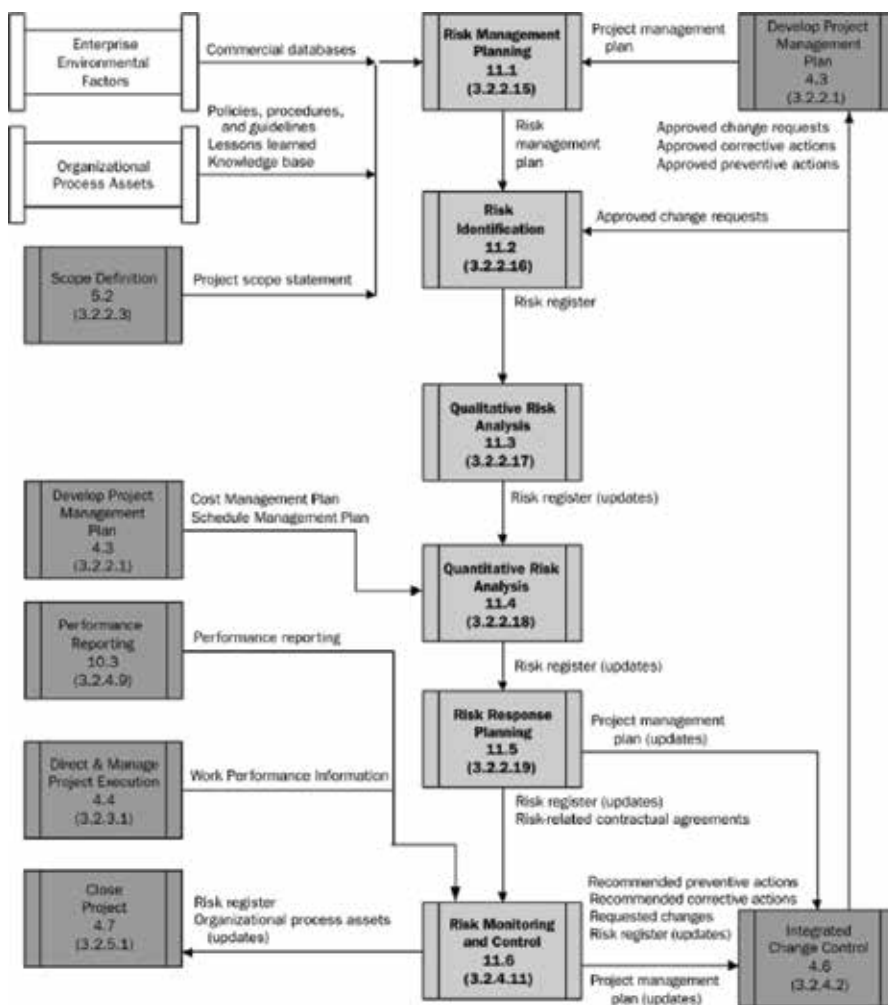 Enterprise
Environmental
Factors
Commercial databases
Risk Management
Planning
11.1
(3.2.2.15)
Project management
plan
Develop Project
Management
Plan
4.3
(3.2.2.1)
Policies, procedures,
and guidelines
Lessons learned
Knowledge base
Organizational
Process Assets
Risk
management
plan
Approved change requests
Approved corrective actions
Approved preventive actions
Risk
Identification
11.2
(3.2.2.16)
Approved change requests
Scope Definition
5.2
(3.2.2.3)
Project scope statement
Risk register
Qualitative Risk
Analysis
11.3
(3.2.2.17)
Risk register (updates)
Develop Project
Management
Plan
4.3
(3.2.2.1)
Cost Management Plan
Schedule Management Plan
Quantitative Risk
Analysis
11.4
(3.2.2.18)
Performance
Reporting
10.3
(3.2.4.9)
Performance reporting
Risk register (updates)
Risk Response
Planning
11.5
(3.2.2.19)
Project management
plan (updates)
Direct & Manage
Project Execution
4.4
(3.2.3.1)
Work Performance Information
Risk register (updates)
Risk-related contractual agreements
Close
Project
4.7
(3.2.5.1)
Risk register
Organizational process assets
(updates)
Risk Monitoring
and Control
11.6
(3.2.4.11)
Recommended preventive actions
Recommended corrective actions
Requested changes
Risk register (updates)
Project management
plan (updates)
Integrated
Change Control
4.6
(3.2.4.2)